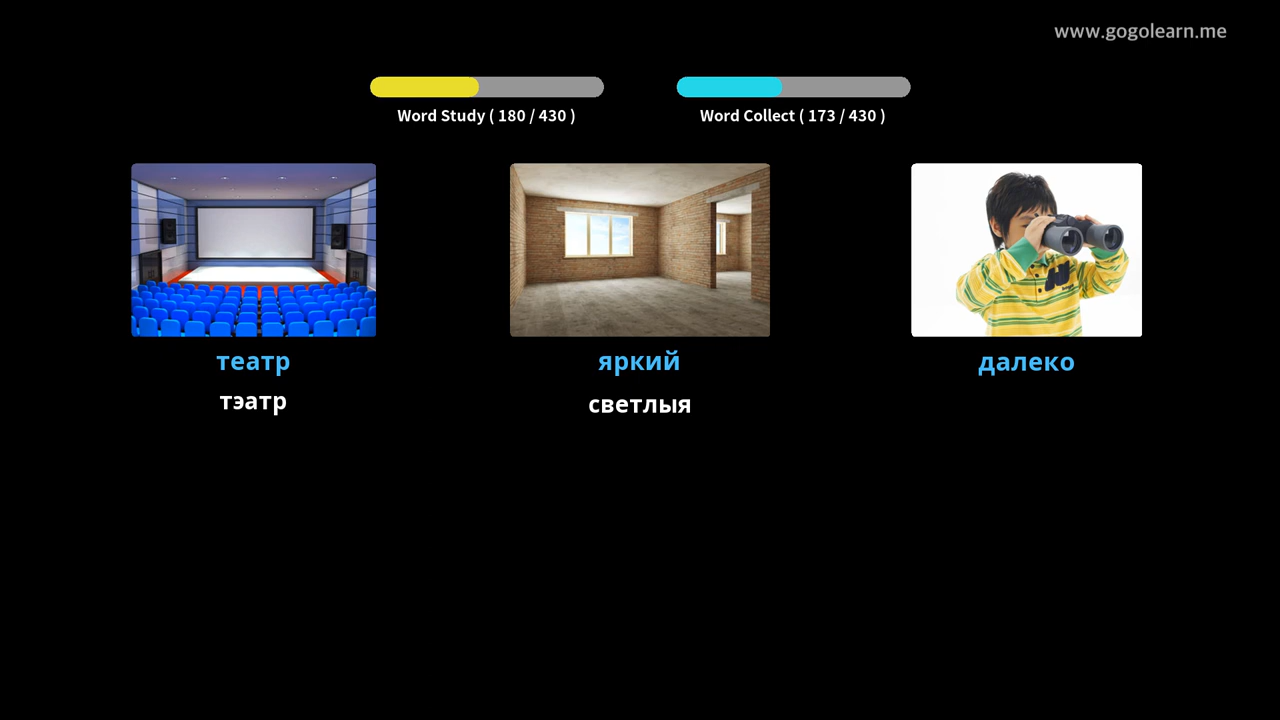 www.gogolearn.me
Word Study ( 180 / 430 )
Word Collect ( 173 / 430 )
театр
яркий
далеко
тэатр
светлыя